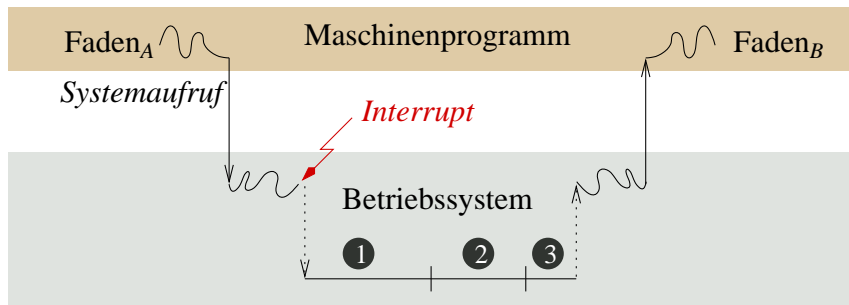 Faden_A Maschinenprogramm Faden_B
Systemaufruf
Interrupt
Betriebssystem
1 2 3